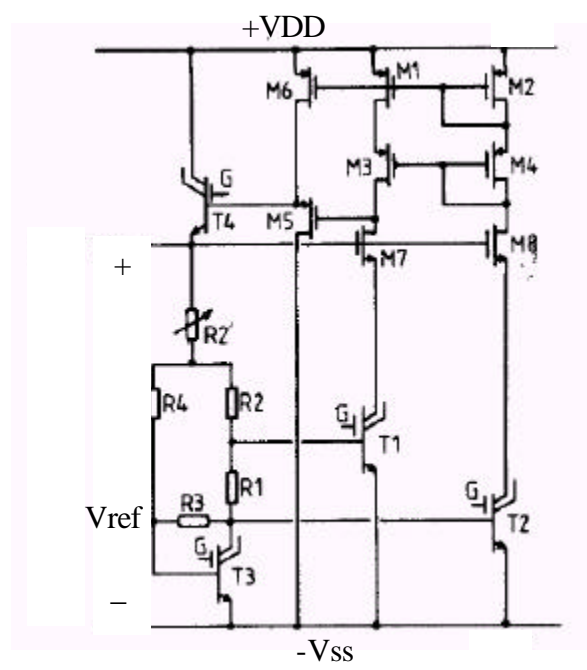 +VDD
M6
M1
M2
G
M3
M4
T4
M5
+
M7
M8
R2'
R4
R2
G
T1
R1
G
Vref
R3
T2
G
T3
–
-Vss